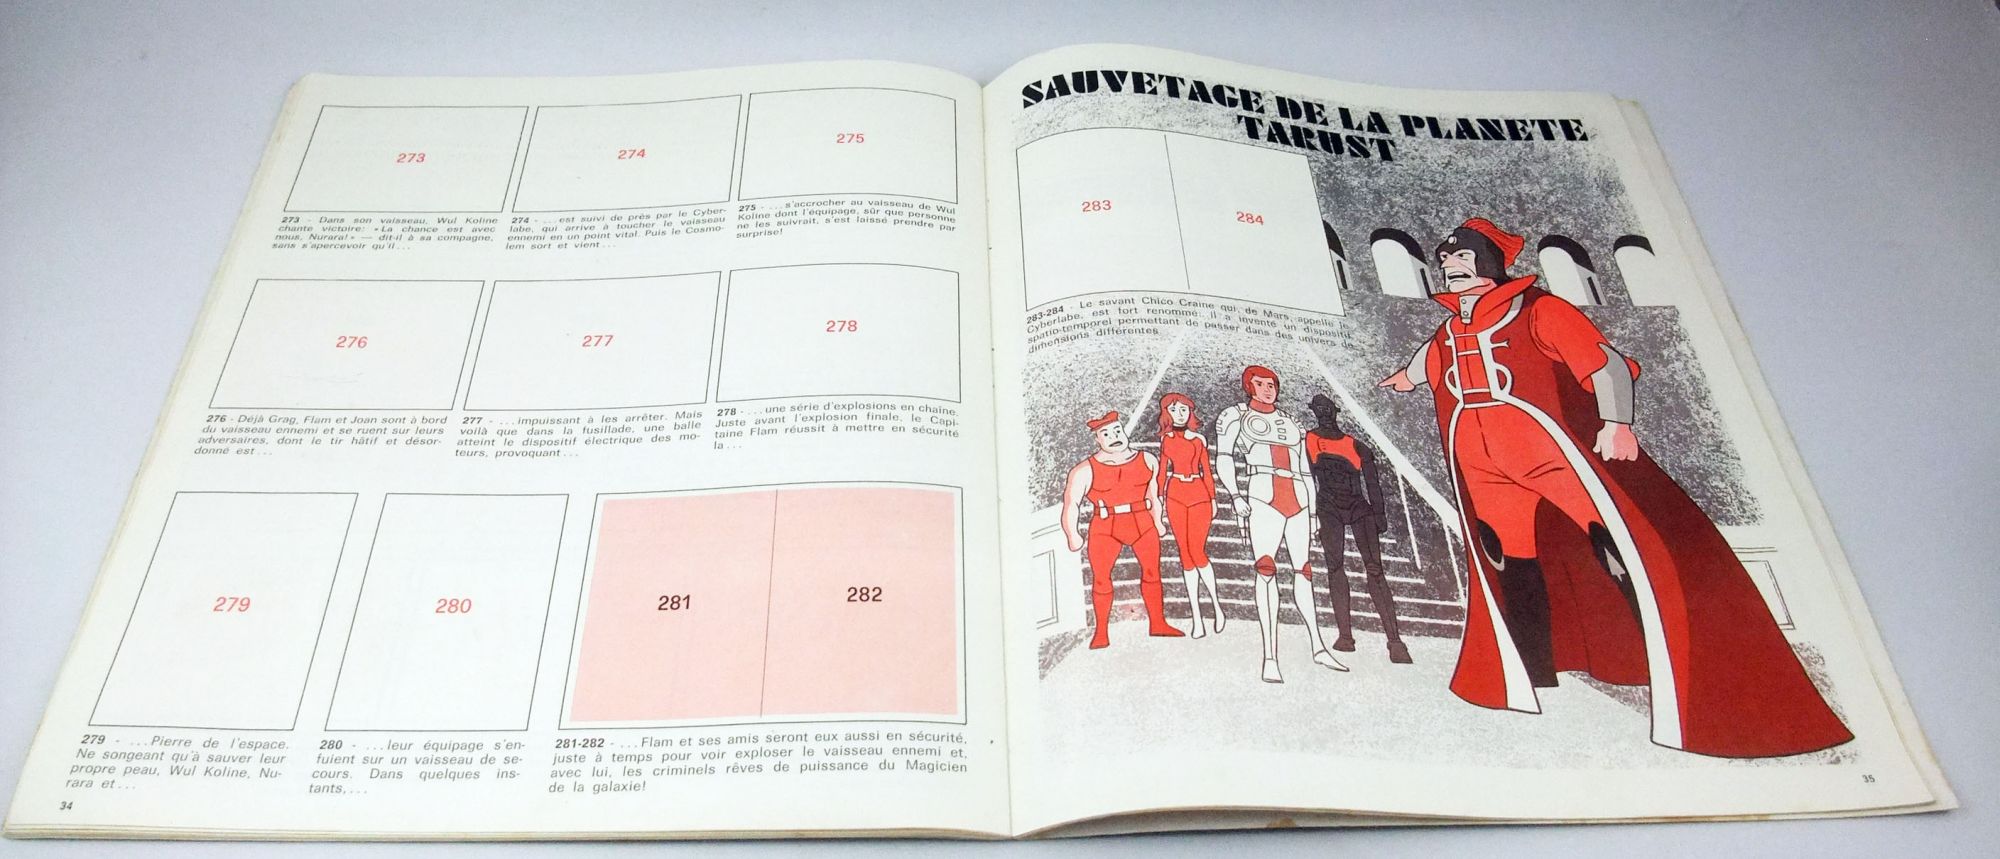 273
274
275
273 - Dans son vaisseau, Wul Koline
chante victoire: «La chance est avec
nous, Nurara!» — dit-il à sa compagne,
sans s'apercevoir qu'il...
274 - ...est suivi de près par le Cyber-
labe, qui arrive à toucher le vaisseau
ennemi en un point vital. Puis le Cosmo-
lem sort et vient...
275 - ...s'accrocher au vaisseau de Wul
Koline dont l'équipage, sûr que personne
ne les suivrait, s'est laissé prendre par
surprise!
276
277
278
276 - Déjà Grag, Flam et Joan sont à bord
du vaisseau ennemi et se ruent sur leurs
adversaires, dont le tir hâtif et désor-
donné est...
277 - ...impuissant à les arrêter. Mais
voilà que dans la fusillade, une balle
atteint le dispositif électrique des mo-
teurs, provoquant...
278 - ...une série d'explosions en chaîne.
Juste avant l'explosion finale, le Capi-
taine Flam réussit à mettre en sécurité
la...
279
280
281
282
279 - ...Pierre de l'espace.
Ne songeant qu'à sauver leur
propre peau, Wul Koline, Nu-
rara et...
280 - ...leur équipage s'en-
fuient sur un vaisseau de se-
cours. Dans quelques ins-
tants,...
281-282 - ...Flam et ses amis seront eux aussi en sécurité,
juste à temps pour voir exploser le vaisseau ennemi et,
avec lui, les criminels rêves de puissance du Magicien
de la galaxie!
34
SAUVETAGE DE LA PLANETE
TARUST
283
284
283-284 - Le savant Chico Craine qui, de Mars, appelle le
Cyberlabe, est fort renommé: il a inventé un dispositif
spatio-temporel permettant de passer dans des univers de
dimensions différentes.
35